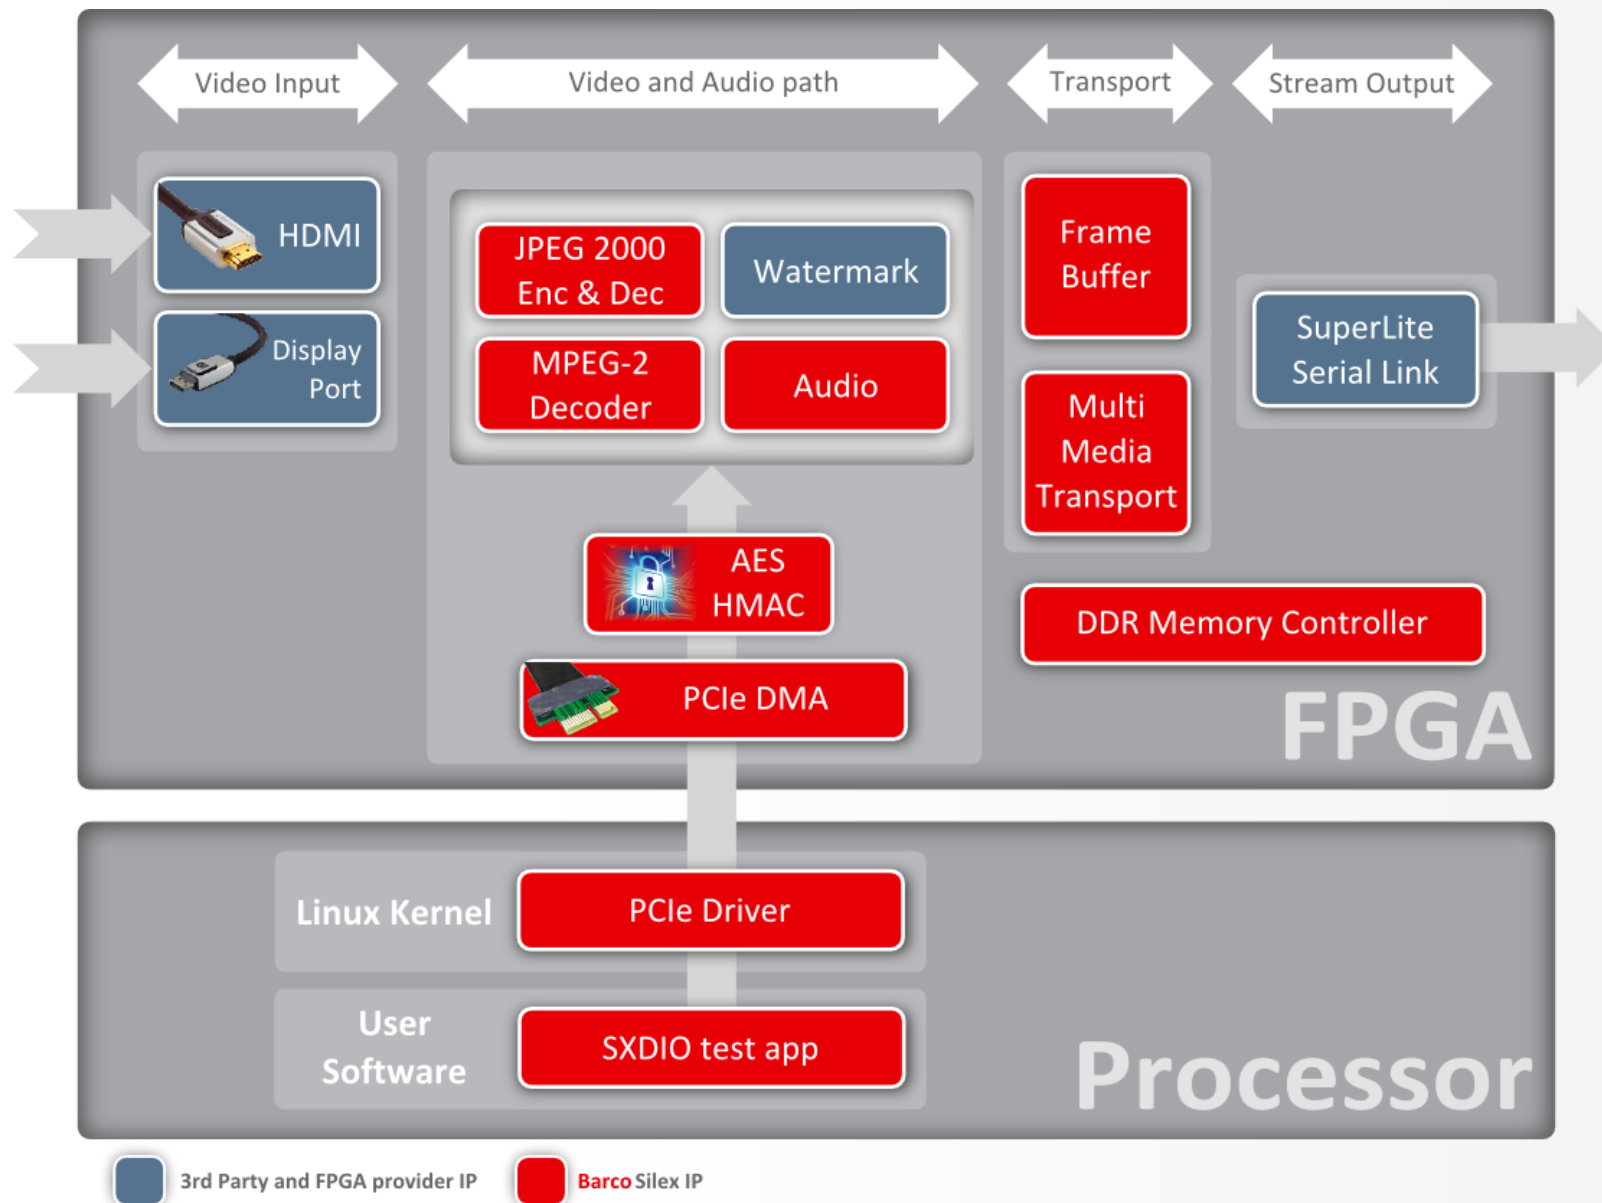 Video Input
Video and Audio path
Transport
Stream Output
HDMI
Display
Port
JPEG 2000
Enc & Dec
Watermark
MPEG-2
Decoder
Audio
Frame
Buffer
Multi
Media
Transport
SuperLite
Serial Link
AES
HMAC
DDR Memory Controller
PCIe DMA
FPGA
Linux Kernel
PCIe Driver
User
Software
SXDIO test app
Processor
3rd Party and FPGA provider IP
Barco Silex IP